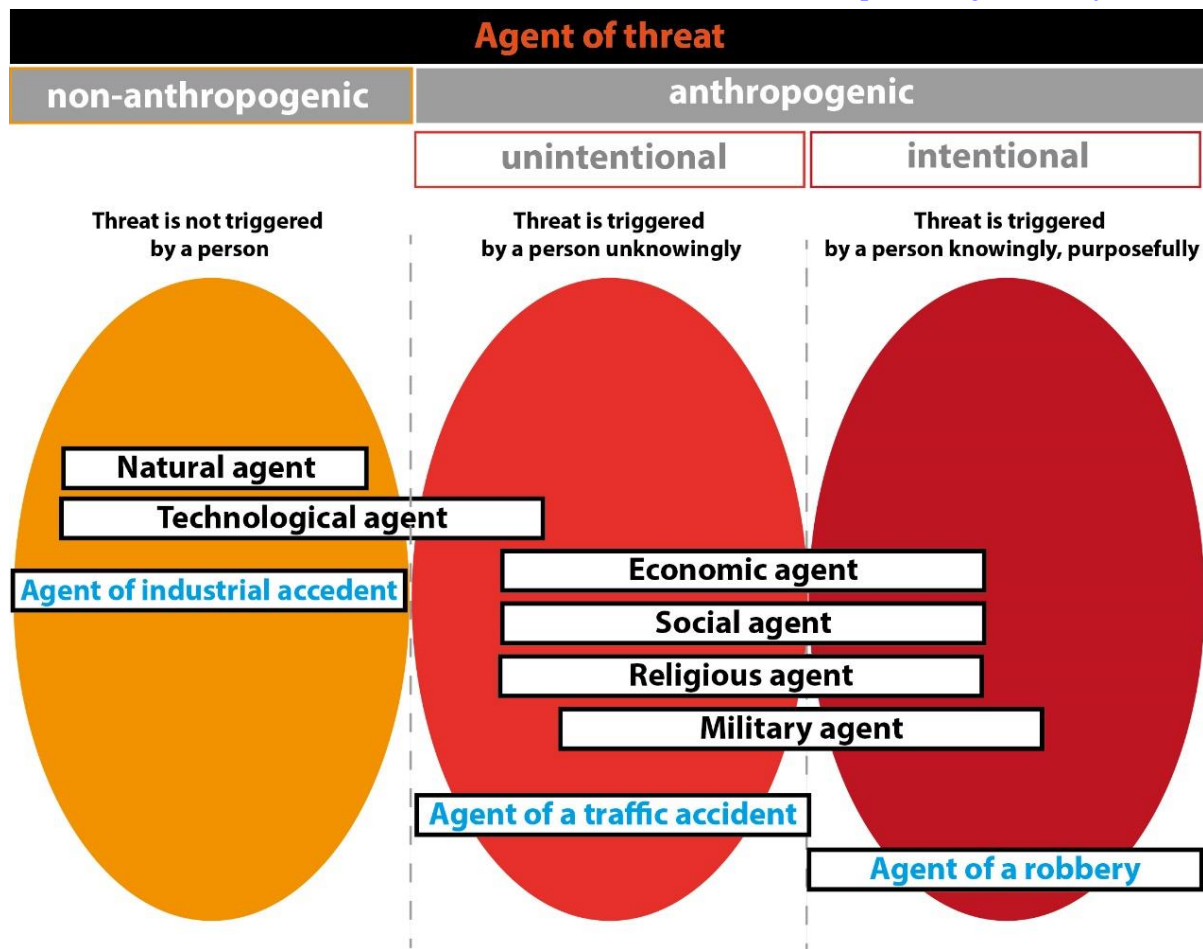 Agent of threat
non-anthropogenic
anthropogenic
unintentional
intentional
Threat is not triggered
by a person
Threat is triggered
by a person unknowingly
Threat is triggered
by a person knowingly, purposefully
Natural agent
Technological agent
Agent of industrial accedent
Economic agent
Social agent
Religious agent
Military agent
Agent of a traffic accident
Agent of a robbery